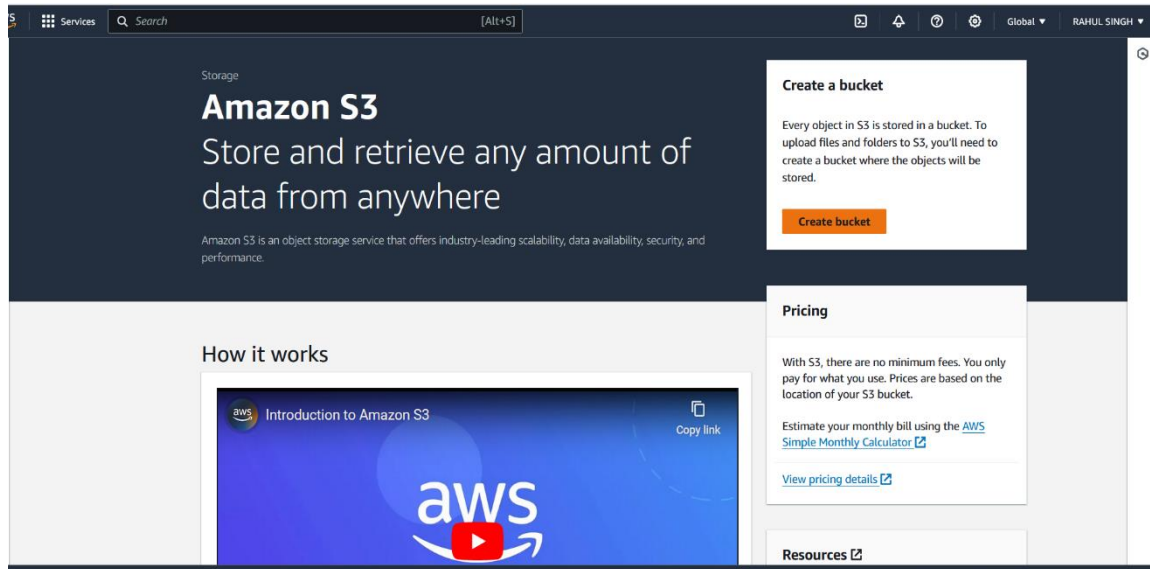 Services
Search
[Alt+S]
Global
RAHUL SINGH
Storage
Amazon S3
Store and retrieve any amount of
data from anywhere
Amazon S3 is an object storage service that offers industry-leading scalability, data availability, security, and
performance.
Create a bucket
Every object in S3 is stored in a bucket. To
upload files and folders to S3, you'll need to
create a bucket where the objects will be
stored.
Create bucket
How it works
aws
Introduction to Amazon S3
Copy link
aws
Pricing
With S3, there are no minimum fees. You only
pay for what you use. Prices are based on the
location of your S3 bucket.
Estimate your monthly bill using the AWS
Simple Monthly Calculator
View pricing details
Resources